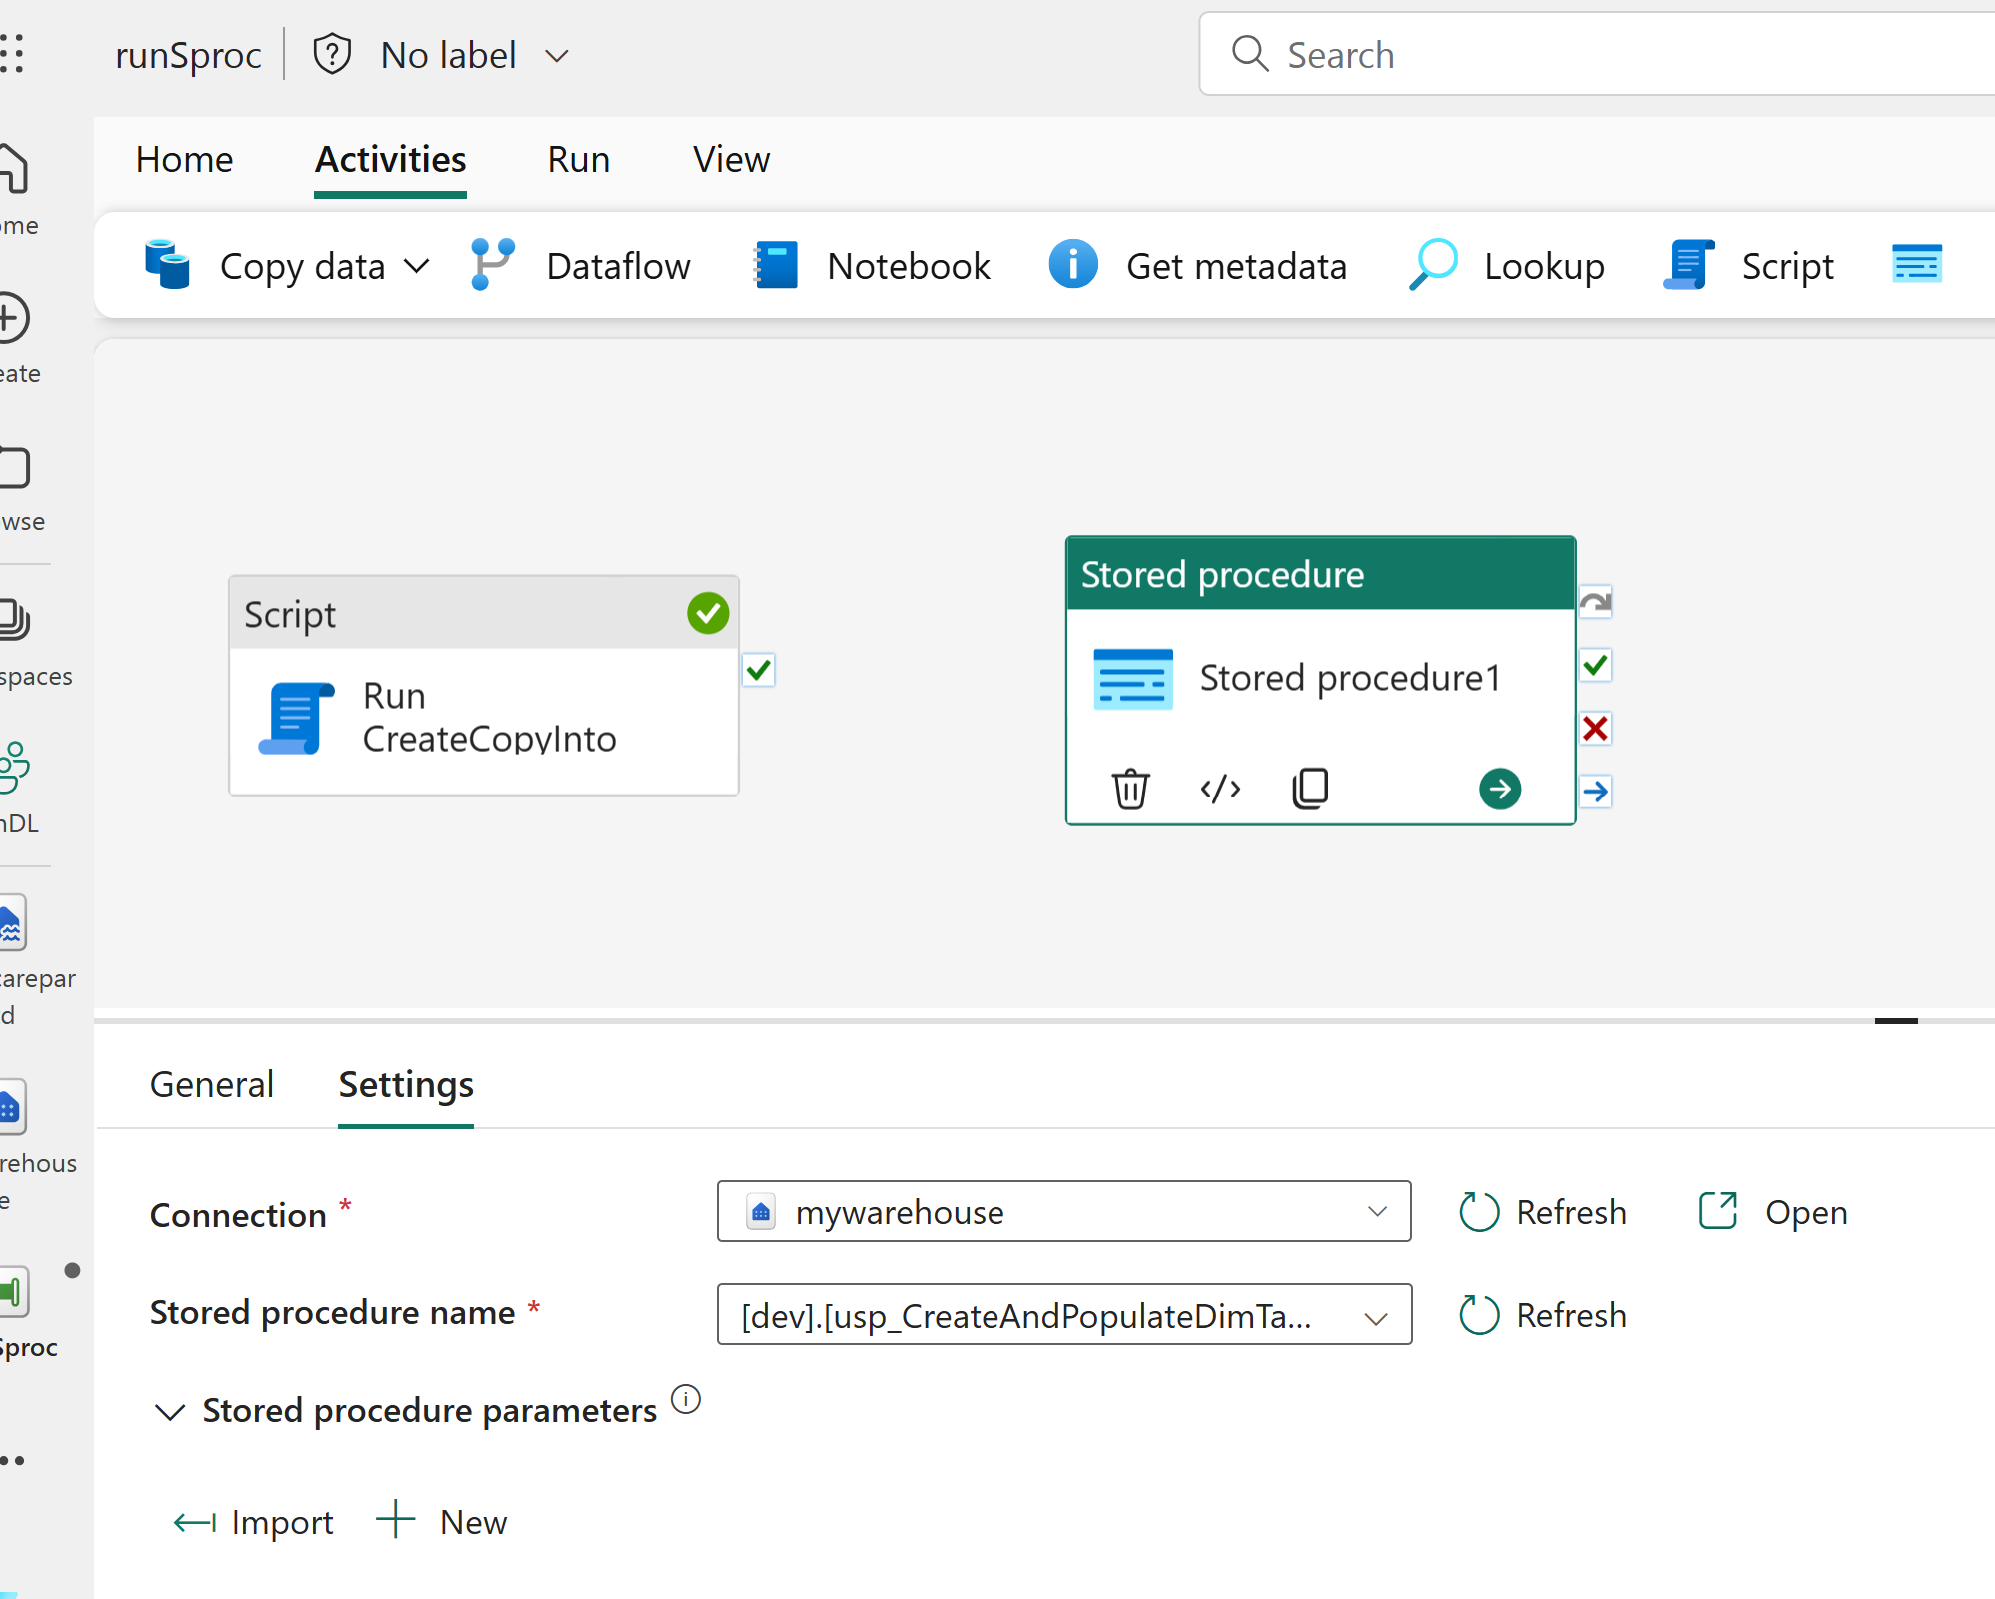 runSproc
No label
Search
Home
Activities
Run
View
Copy data
Dataflow
Notebook
Get metadata
Lookup
Script
Script
Run
CreateCopyInto
Stored procedure
Stored procedure1
General
Settings
Connection *
mywarehouse
Refresh
Open
Stored procedure name *
[dev].[usp_CreateAndPopulateDimTa...
Refresh
Stored procedure parameters
Import
New
ome
eate
wse
spaces
nDL
carepar
d
rehous
e
Sproc